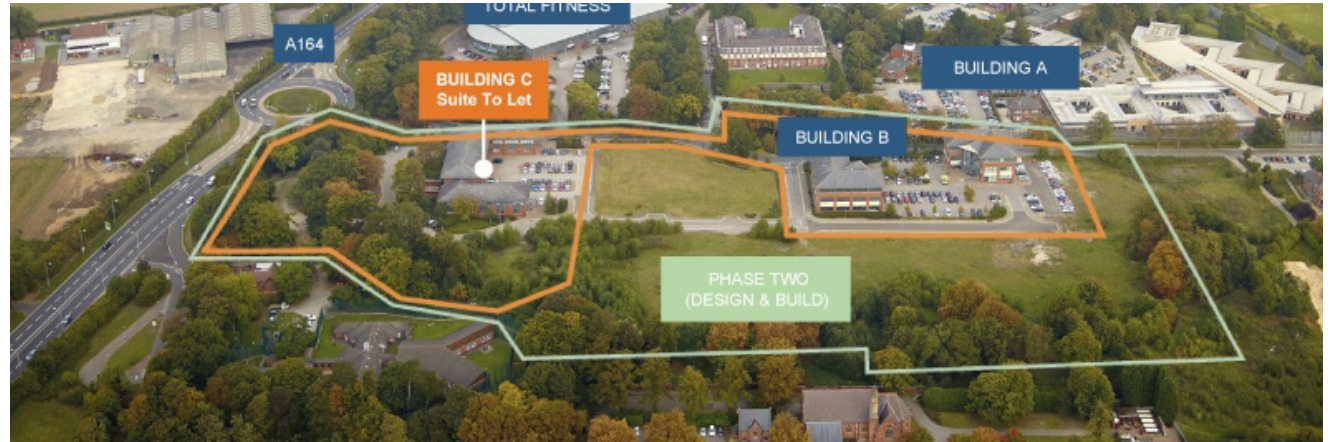 TOTAL FITNESS
A164
BUILDING C
Suite To Let
BUILDING A
BUILDING B
PHASE TWO
(DESIGN & BUILD)